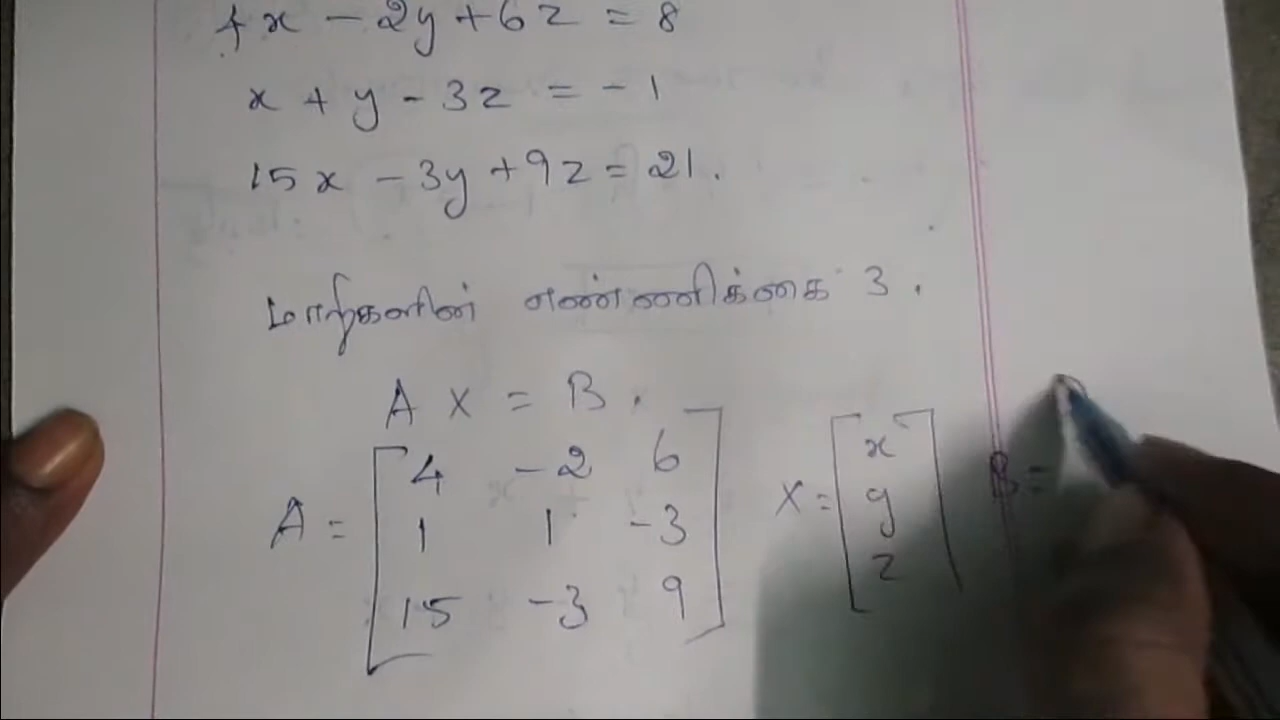 4x - 2y + 6z = 8
x + y - 3z = -1
15x - 3y + 9z = 21.
மாறிகளின் எண்ணிக்கை 3.
A X = B.
A = [ 4 -2 6
1 1 -3
15 -3 9 ]
X = [ x
y
z ]
B =